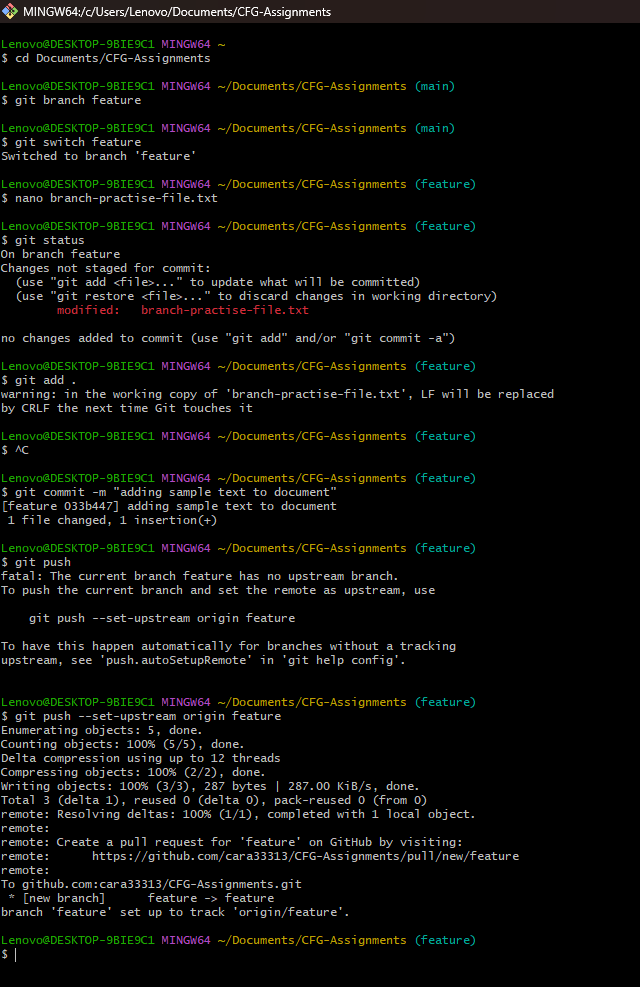 MINGW64:/c/Users/Lenovo/Documents/CFG-Assignments
Lenovo@DESKTOP-9BIE9C1 MINGW64 ~
$ cd Documents/CFG-Assignments
Lenovo@DESKTOP-9BIE9C1 MINGW64 ~/Documents/CFG-Assignments (main)
$ git branch feature
Lenovo@DESKTOP-9BIE9C1 MINGW64 ~/Documents/CFG-Assignments (main)
$ git switch feature
Switched to branch 'feature'
Lenovo@DESKTOP-9BIE9C1 MINGW64 ~/Documents/CFG-Assignments (feature)
$ nano branch-practise-file.txt
Lenovo@DESKTOP-9BIE9C1 MINGW64 ~/Documents/CFG-Assignments (feature)
$ git status
On branch feature
Changes not staged for commit:
  (use "git add <file>..." to update what will be committed)
  (use "git restore <file>..." to discard changes in working directory)
        modified:   branch-practise-file.txt
no changes added to commit (use "git add" and/or "git commit -a")
Lenovo@DESKTOP-9BIE9C1 MINGW64 ~/Documents/CFG-Assignments (feature)
$ git add .
warning: in the working copy of 'branch-practise-file.txt', LF will be replaced
by CRLF the next time Git touches it
Lenovo@DESKTOP-9BIE9C1 MINGW64 ~/Documents/CFG-Assignments (feature)
$ ^C
Lenovo@DESKTOP-9BIE9C1 MINGW64 ~/Documents/CFG-Assignments (feature)
$ git commit -m "adding sample text to document"
[feature 033b447] adding sample text to document
 1 file changed, 1 insertion(+)
Lenovo@DESKTOP-9BIE9C1 MINGW64 ~/Documents/CFG-Assignments (feature)
$ git push
fatal: The current branch feature has no upstream branch.
To push the current branch and set the remote as upstream, use
    git push --set-upstream origin feature
To have this happen automatically for branches without a tracking
upstream, see 'push.autoSetupRemote' in 'git help config'.
Lenovo@DESKTOP-9BIE9C1 MINGW64 ~/Documents/CFG-Assignments (feature)
$ git push --set-upstream origin feature
Enumerating objects: 5, done.
Counting objects: 100% (5/5), done.
Delta compression using up to 12 threads
Compressing objects: 100% (2/2), done.
Writing objects: 100% (3/3), 287 bytes | 287.00 KiB/s, done.
Total 3 (delta 1), reused 0 (delta 0), pack-reused 0 (from 0)
remote: Resolving deltas: 100% (1/1), completed with 1 local object.
remote:
remote: Create a pull request for 'feature' on GitHub by visiting:
remote:      https://github.com/cara33313/CFG-Assignments/pull/new/feature
remote:
To github.com:cara33313/CFG-Assignments.git
 * [new branch]      feature -> feature
branch 'feature' set up to track 'origin/feature'.
Lenovo@DESKTOP-9BIE9C1 MINGW64 ~/Documents/CFG-Assignments (feature)
$